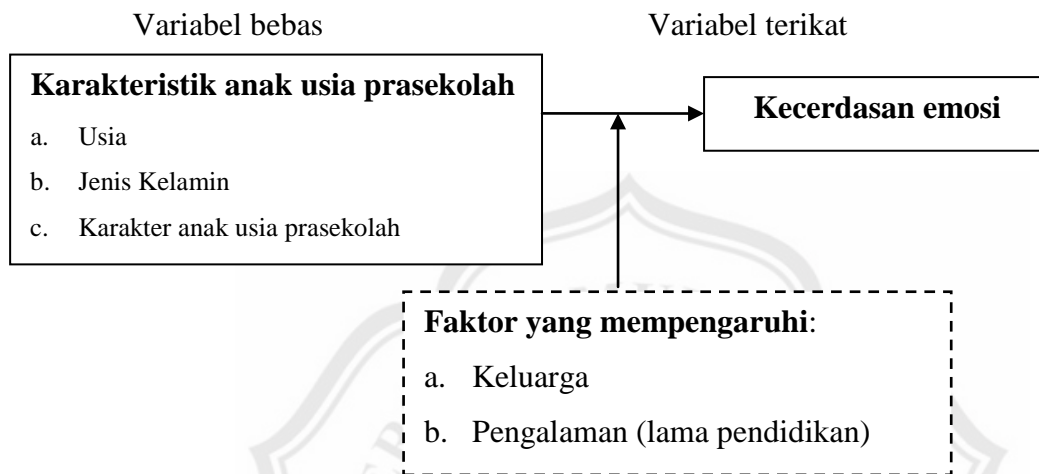 Variabel bebas
Variabel terikat
Karakteristik anak usia prasekolah
a. Usia
b. Jenis Kelamin
c. Karakter anak usia prasekolah
Kecerdasan emosi
Faktor yang mempengaruhi:
a. Keluarga
b. Pengalaman (lama pendidikan)